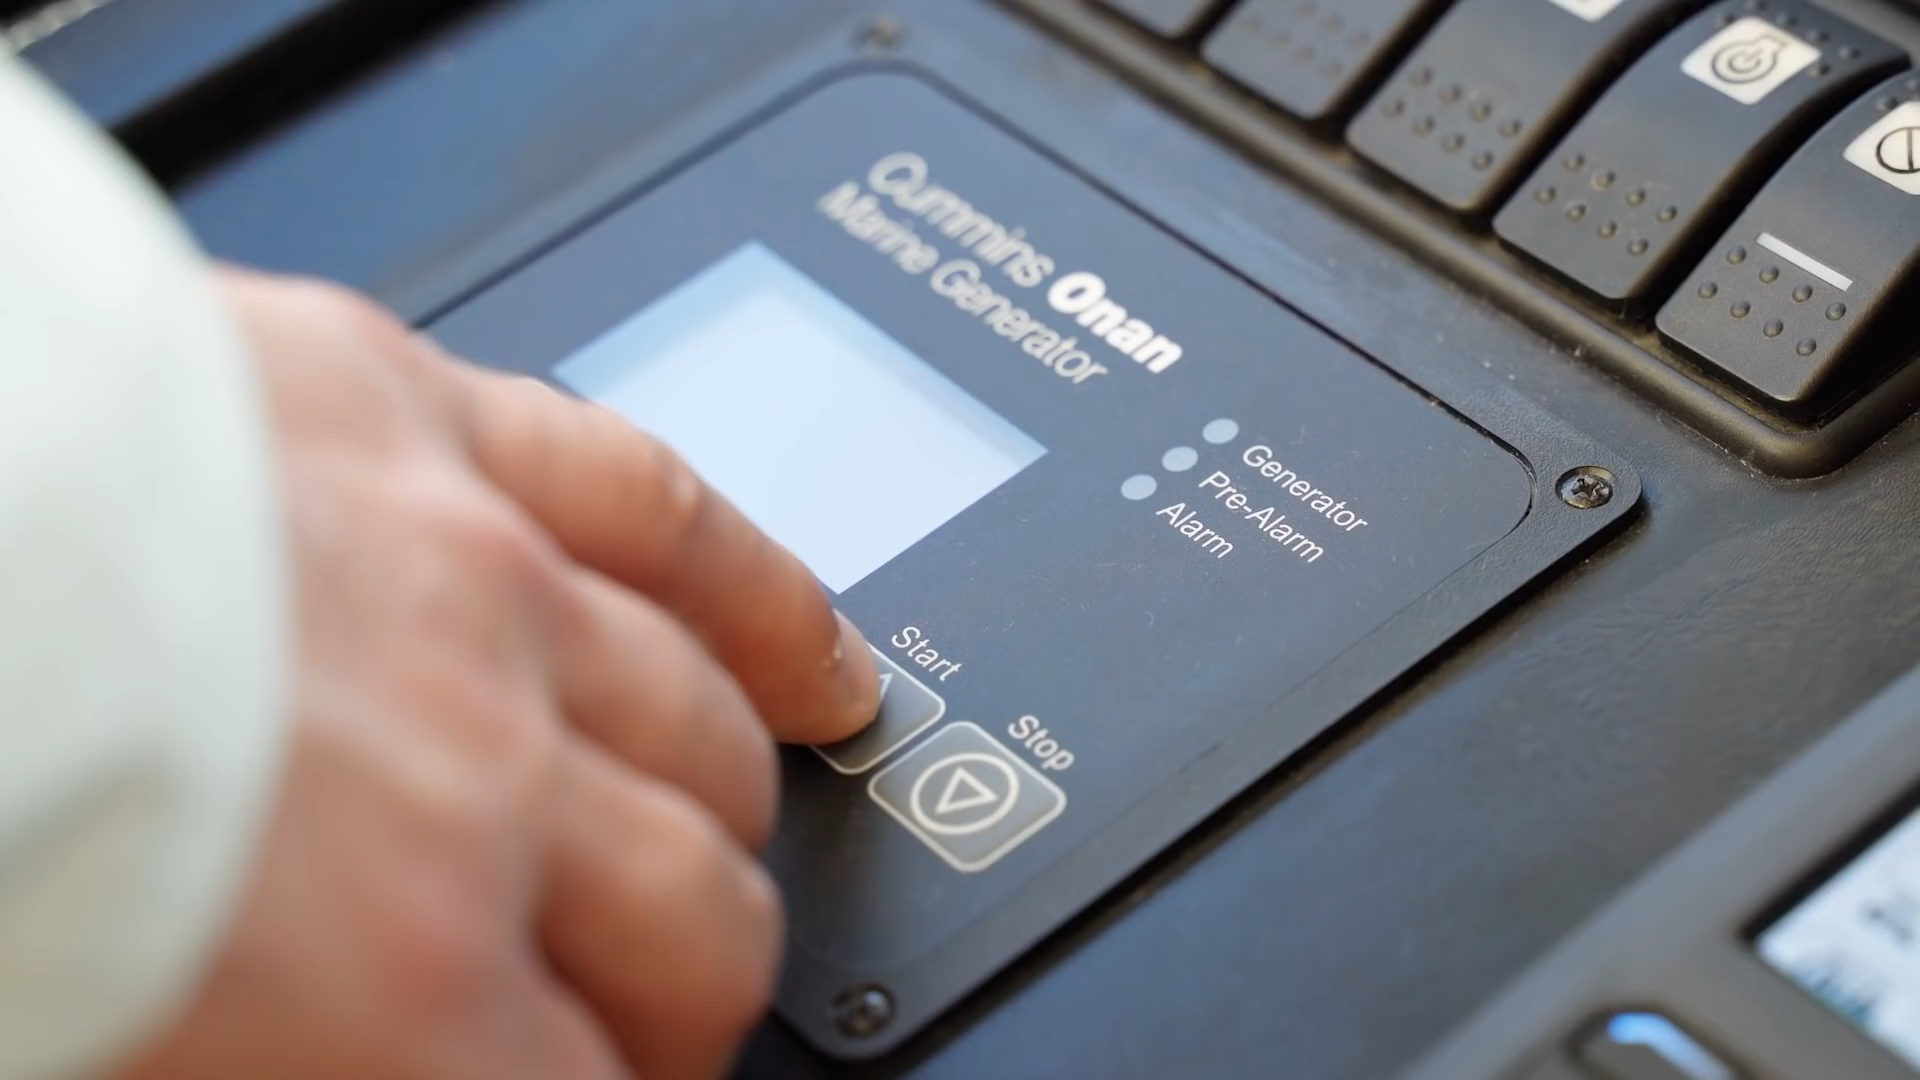 Cummins Onan
Marine Generator
Generator
Pre-Alarm
Alarm
Start
Stop